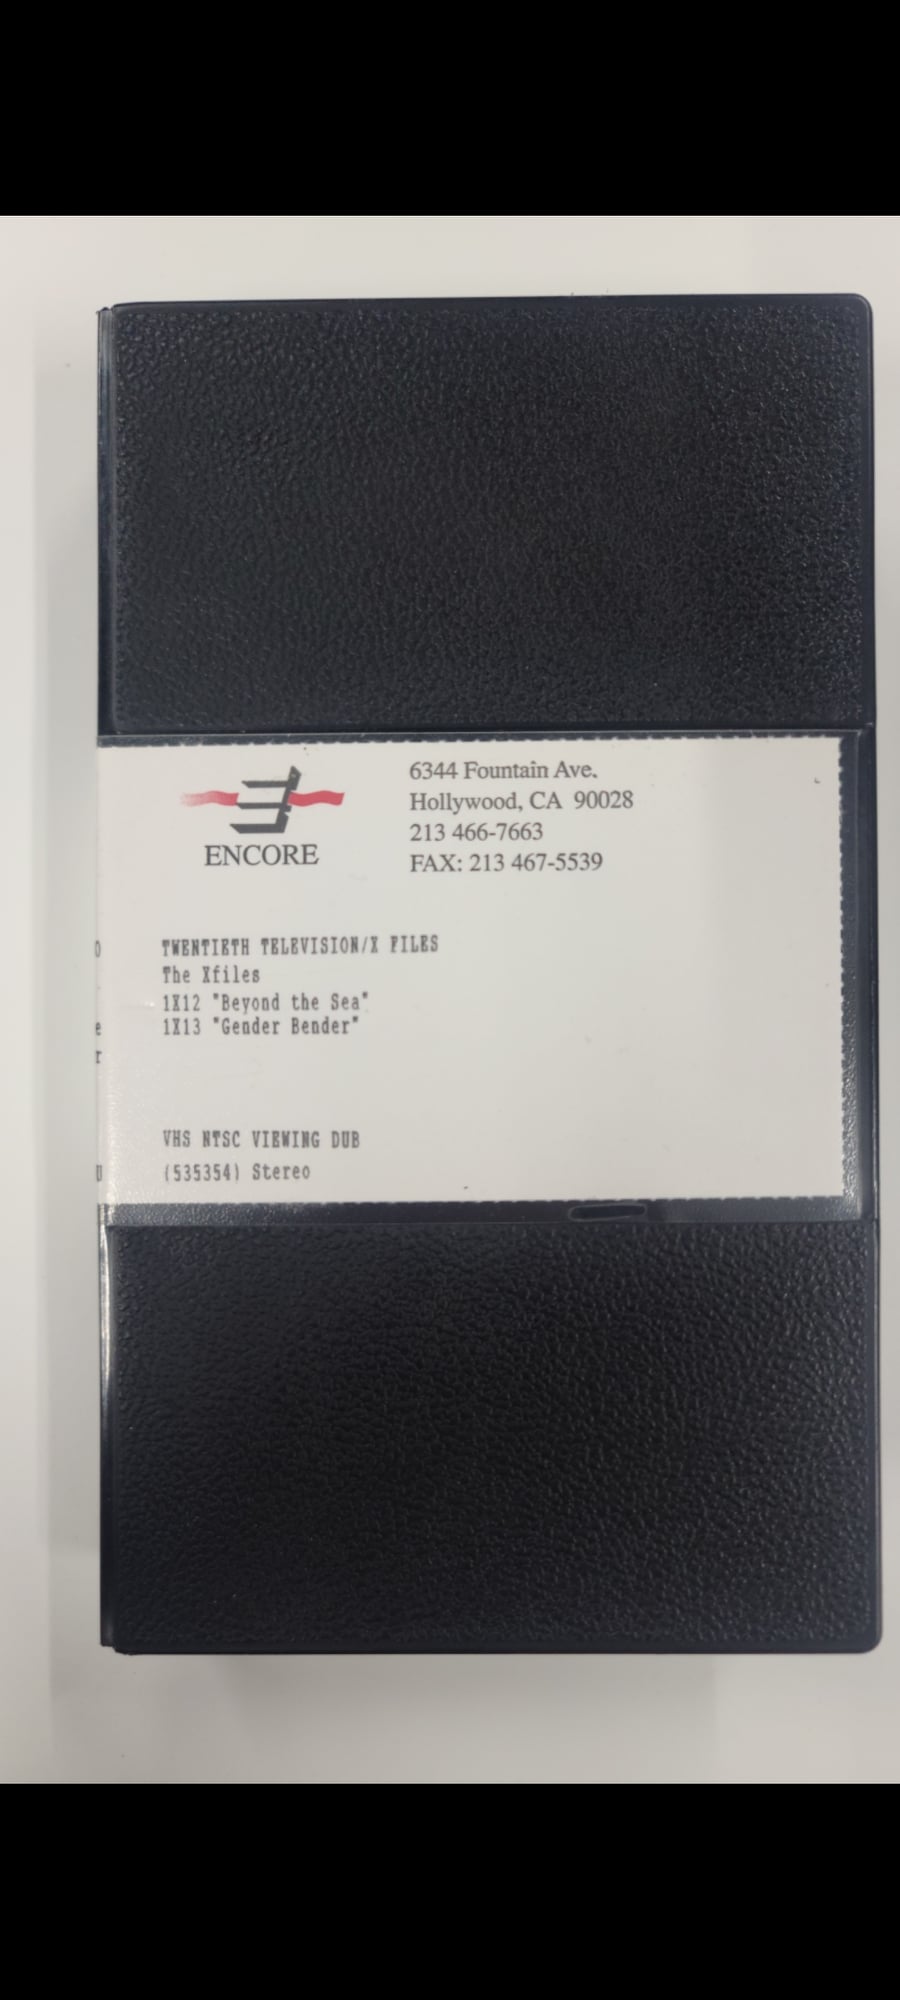 ENCORE
6344 Fountain Ave.
Hollywood, CA 90028
213 466-7663
FAX: 213 467-5539
TWENTIETH TELEVISION/X FILES
The Xfiles
1X12 "Beyond the Sea"
1X13 "Gender Bender"
VHS NTSC VIEWING DUB
(535354) Stereo